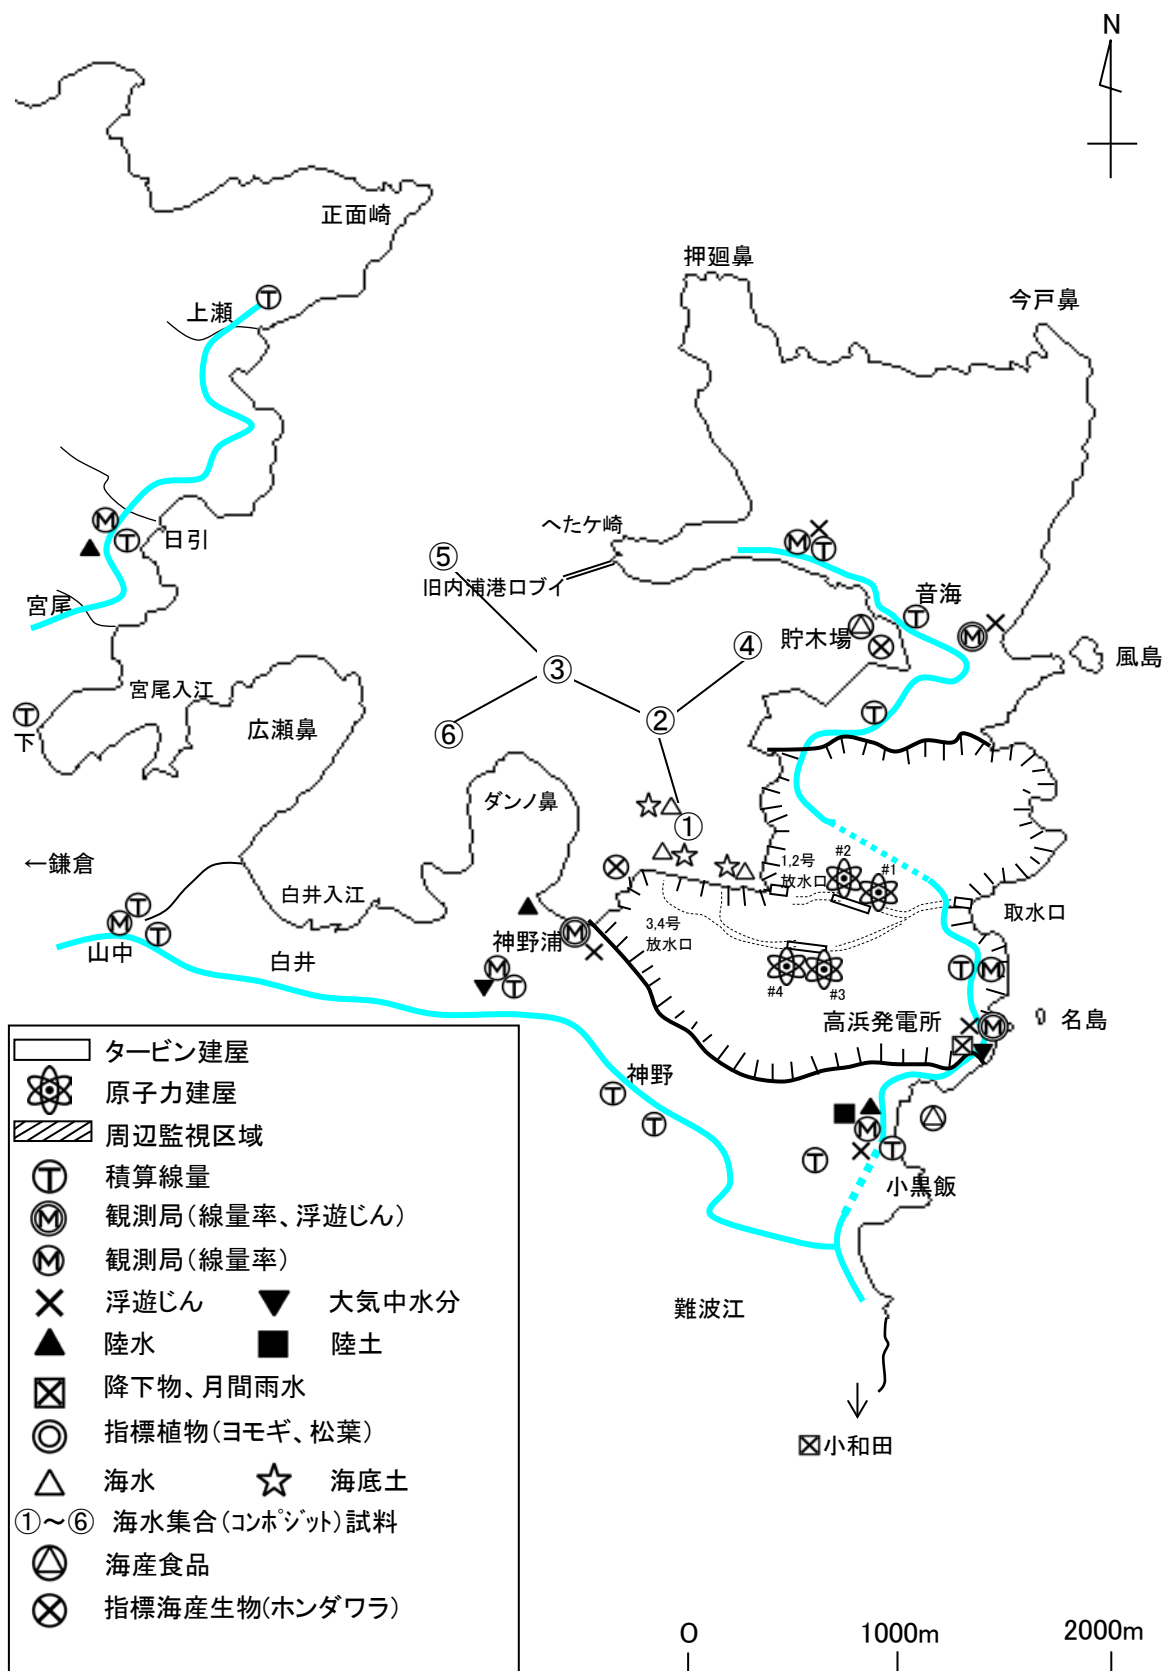 N
正面崎
押廻鼻
今戸鼻
上瀬
へたケ崎
日引
⑤
旧内浦港口ブイ
宮尾
音海
貯木場
④
風島
③
宮尾入江
②
広瀬鼻
⑥
下
ダンノ鼻
①
←鎌倉
#2
1,2号
放水口
#1
白井入江
取水口
3,4号
放水口
神野浦
山中
白井
#4
#3
高浜発電所
名島
神野
小黒飯
難波江
小和田
タービン建屋
原子力建屋
周辺監視区域
積算線量
観測局(線量率、浮遊じん)
観測局(線量率)
浮遊じん 大気中水分
陸水 陸土
降下物、月間雨水
指標植物(ヨモギ、松葉)
海水 海底土
①～⑥ 海水集合(ｺﾝﾎﾟｼﾞｯﾄ)試料
海産食品
指標海産生物(ホンダワラ)
O 1000m 2000m